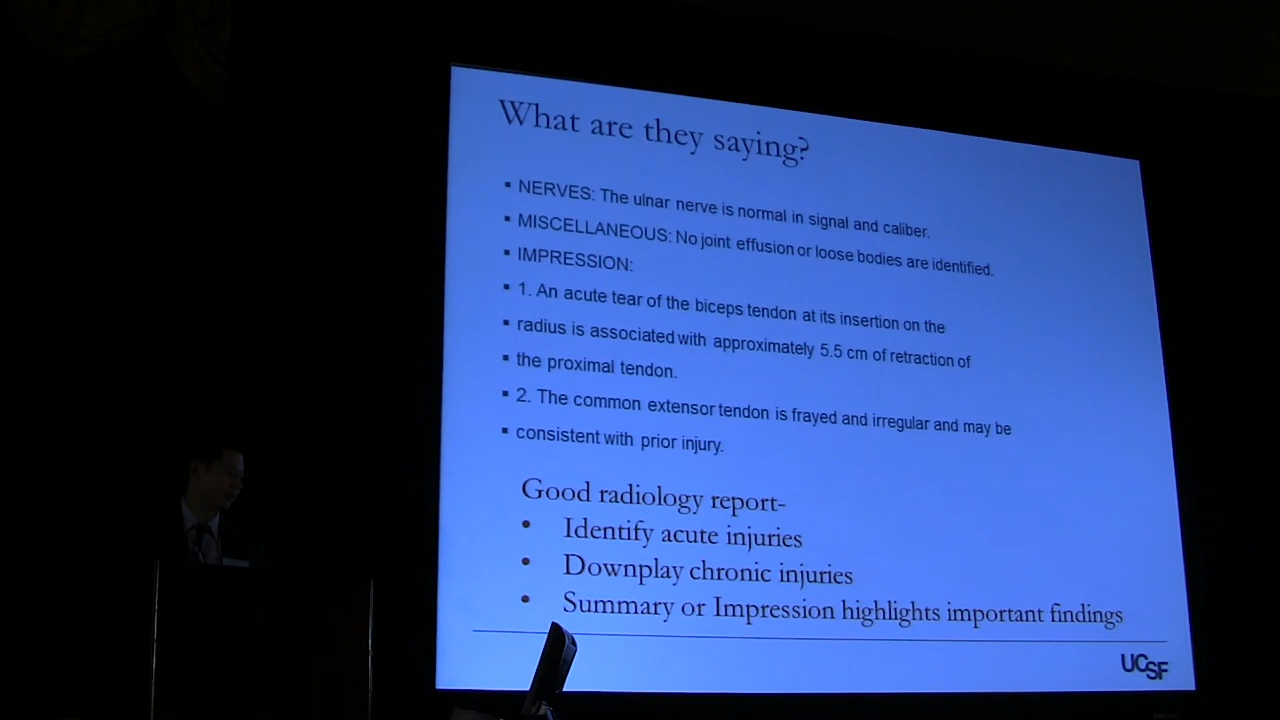 What are they saying?
▪ NERVES: The ulnar nerve is normal in signal and caliber.
▪ MISCELLANEOUS: No joint effusion or loose bodies are identified.
▪ IMPRESSION:
▪ 1. An acute tear of the biceps tendon at its insertion on the
▪ radius is associated with approximately 5.5 cm of retraction of
▪ the proximal tendon.
▪ 2. The common extensor tendon is frayed and irregular and may be
▪ consistent with prior injury.
Good radiology report-
• Identify acute injuries
• Downplay chronic injuries
• Summary or Impression highlights important findings
UCSF